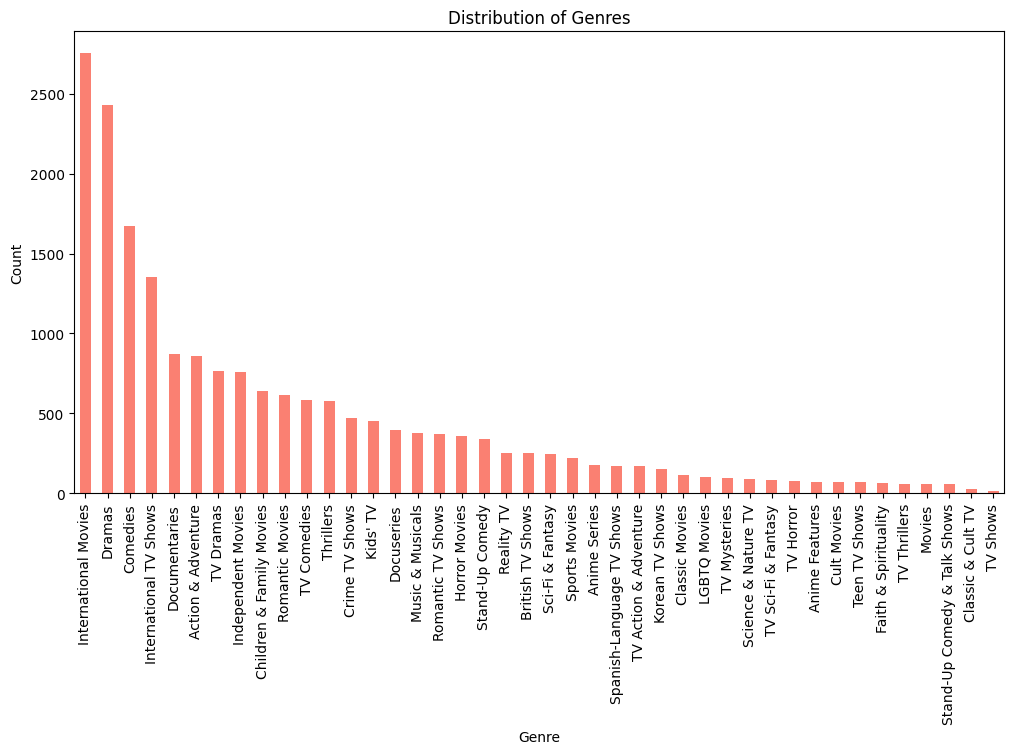 Distribution of Genres
Count
2500
2000
1500
1000
500
0
International Movies
Dramas
Comedies
International TV Shows
Documentaries
Action & Adventure
TV Dramas
Independent Movies
Children & Family Movies
Romantic Movies
TV Comedies
Thrillers
Crime TV Shows
Kids' TV
Docuseries
Music & Musicals
Romantic TV Shows
Horror Movies
Stand-Up Comedy
Reality TV
British TV Shows
Sci-Fi & Fantasy
Sports Movies
Anime Series
Spanish-Language TV Shows
TV Action & Adventure
Korean TV Shows
Classic Movies
LGBTQ Movies
TV Mysteries
Science & Nature TV
TV Sci-Fi & Fantasy
TV Horror
Anime Features
Cult Movies
Teen TV Shows
Faith & Spirituality
TV Thrillers
Movies
Stand-Up Comedy & Talk Shows
Classic & Cult TV
TV Shows
Genre